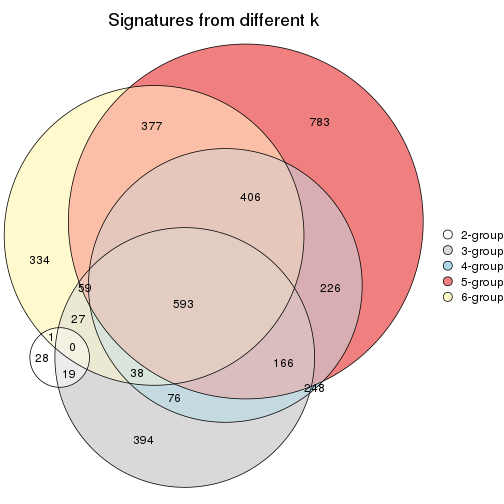 Signatures from different k
377
783
406
334
59
593
226
27
1
0
28
19
38
166
76
248
394
2-group
3-group
4-group
5-group
6-group